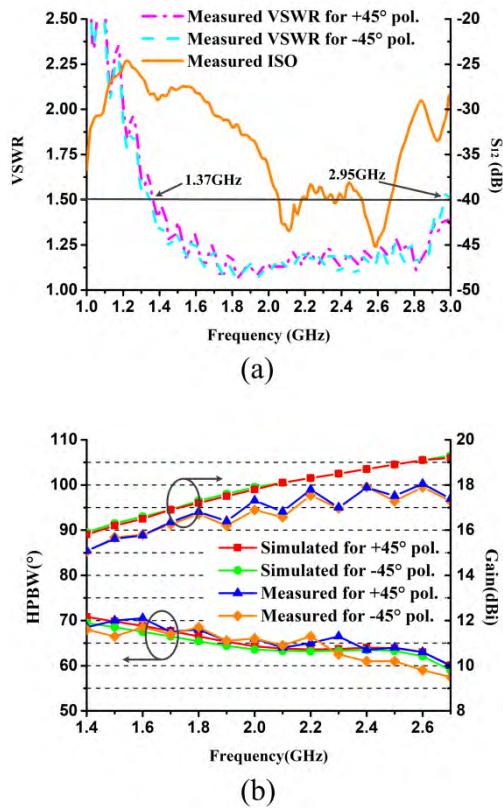 Measured VSWR for +45° pol.
Measured VSWR for -45° pol.
Measured ISO
VSWR
2.50
2.25
2.00
1.75
1.50
1.25
1.00
1.37GHz
2.95GHz
-20
-25
-30
-35
-40
-45
-50
S12 (dB)
1.0 1.2 1.4 1.6 1.8 2.0 2.2 2.4 2.6 2.8 3.0
Frequency (GHz)
(a)
HPBW(°)
110
100
90
80
70
60
50
Simulated for +45° pol.
Simulated for -45° pol.
Measured for +45° pol.
Measured for -45° pol.
20
18
16
14
12
10
8
Gaium(dBi)
1.4 1.6 1.8 2.0 2.2 2.4 2.6
Frequency(GHz)
(b)